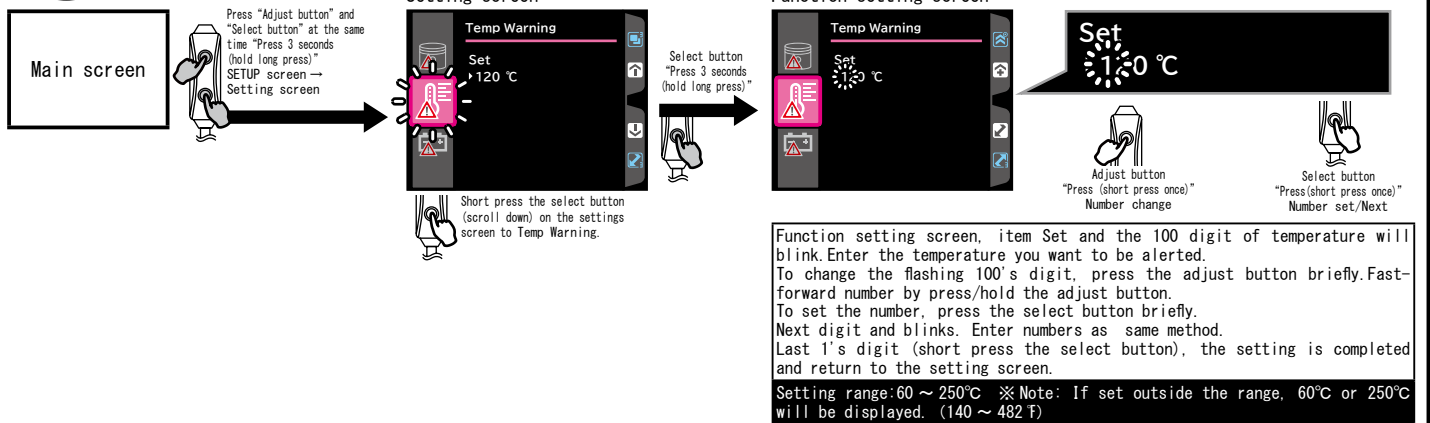 Main screen
Press “Adjust button” and
“Select button” at the same
time “Press 3 seconds
(hold long press)”
SETUP screen →
Setting screen
Setting screen
Temp Warning
Set
120 ℃
Short press the select button
(scroll down) on the settings
screen to Temp Warning.
Select button
“Press 3 seconds
(hold long press)”
Function setting screen
Temp Warning
Set
120 ℃
Set
120 ℃
Adjust button
“Press (short press once)”
Number change
Select button
“Press(short press once)”
Number set/Next
Function setting screen, item Set and the 100 digit of temperature will
blink.Enter the temperature you want to be alerted.
To change the flashing 100's digit, press the adjust button briefly.Fast-
forward number by press/hold the adjust button.
To set the number, press the select button briefly.
Next digit and blinks. Enter numbers as same method.
Last 1's digit (short press the select button), the setting is completed
and return to the setting screen.
Setting range:60 ～ 250℃ ※Note: If set outside the range, 60℃ or 250℃
will be displayed. (140 ～ 482℉)